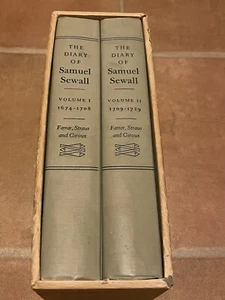 THE
DIARY
OF
Samuel
Sewall
VOLUME I
1674-1708
Farrar, Straus
and Giroux
THE
DIARY
OF
Samuel
Sewall
VOLUME II
1709-1729
Farrar, Straus
and Giroux